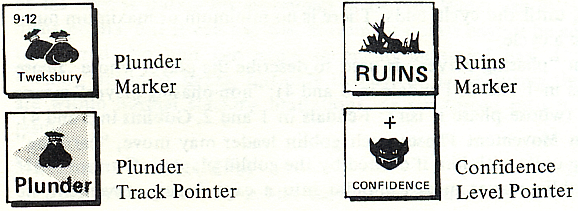 9-12
Tweksbury
Plunder
Marker
RUINS
Ruins
Marker
Plunder
Plunder
Track Pointer
+
CONFIDENCE
Confidence
Level Pointer